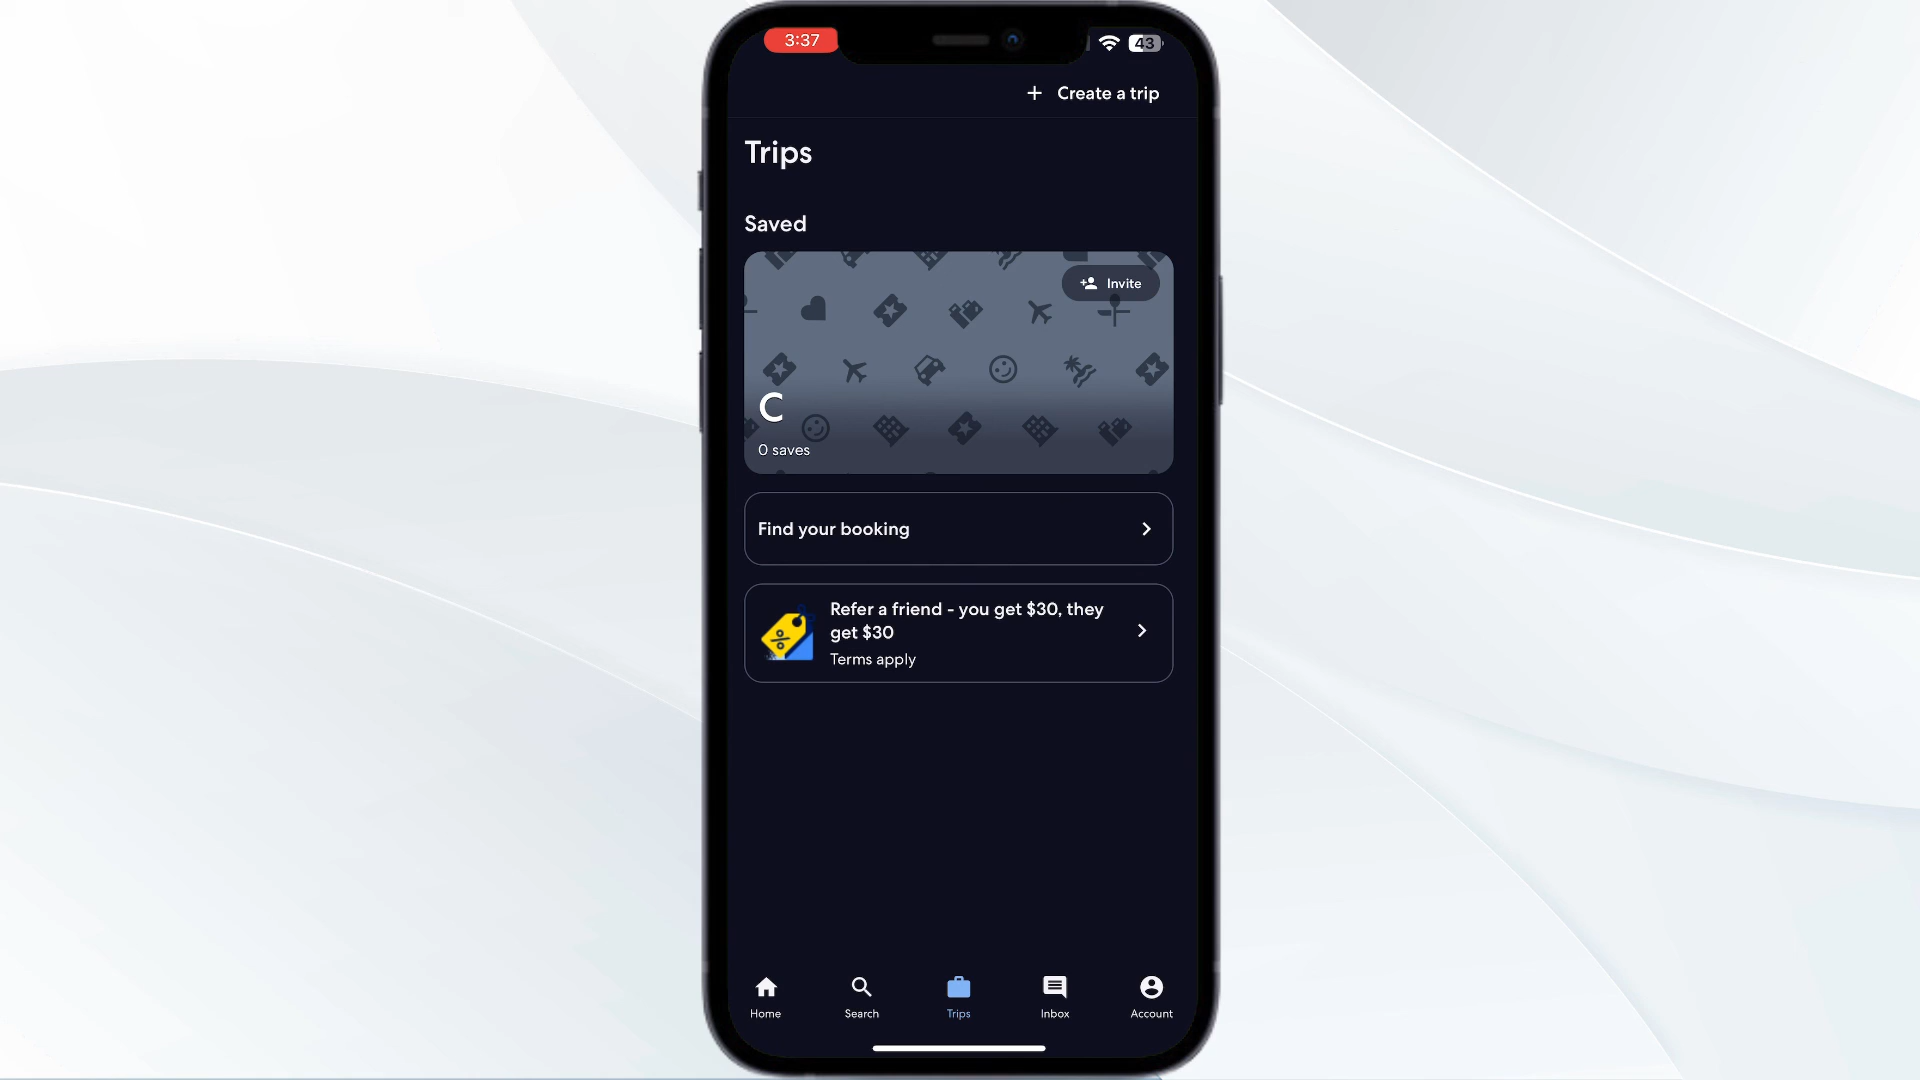 3:37
43
Create a trip
Trips
Saved
Invite
C
0 saves
Find your booking
Refer a friend - you get $30, they
get $30
Terms apply
Home
Search
Trips
Inbox
Account